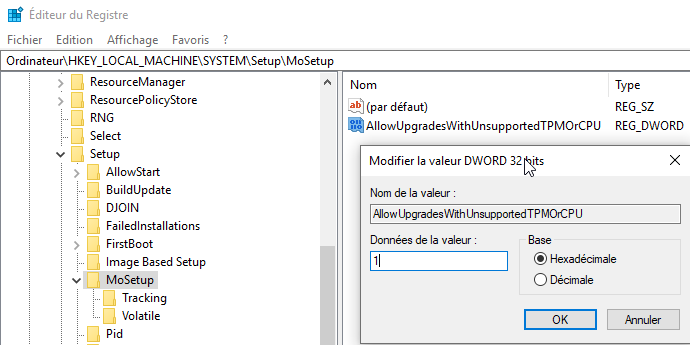 Éditeur du Registre
Fichier Edition Affichage Favoris ?
Ordinateur\HKEY_LOCAL_MACHINE\SYSTEM\Setup\MoSetup
ResourceManager
ResourcePolicyStore
RNG
Select
Setup
AllowStart
BuildUpdate
DJOIN
FailedInstallations
FirstBoot
Image Based Setup
MoSetup
Tracking
Volatile
Pid
Nom Type
(par défaut) REG_SZ
AllowUpgradesWithUnsupportedTPMOrCPU REG_DWORD
Modifier la valeur DWORD 32 bits
Nom de la valeur :
AllowUpgradesWithUnsupportedTPMOrCPU
Données de la valeur :
1
Base
Hexadécimale
Décimale
OK Annuler